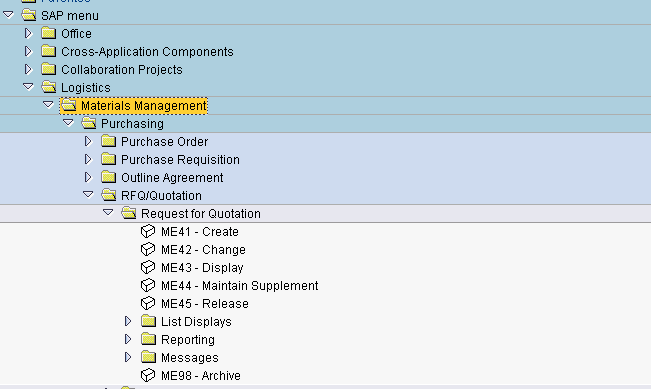 Favorites
SAP menu
Office
Cross-Application Components
Collaboration Projects
Logistics
Materials Management
Purchasing
Purchase Order
Purchase Requisition
Outline Agreement
RFQ/Quotation
Request for Quotation
ME41 - Create
ME42 - Change
ME43 - Display
ME44 - Maintain Supplement
ME45 - Release
List Displays
Reporting
Messages
ME98 - Archive